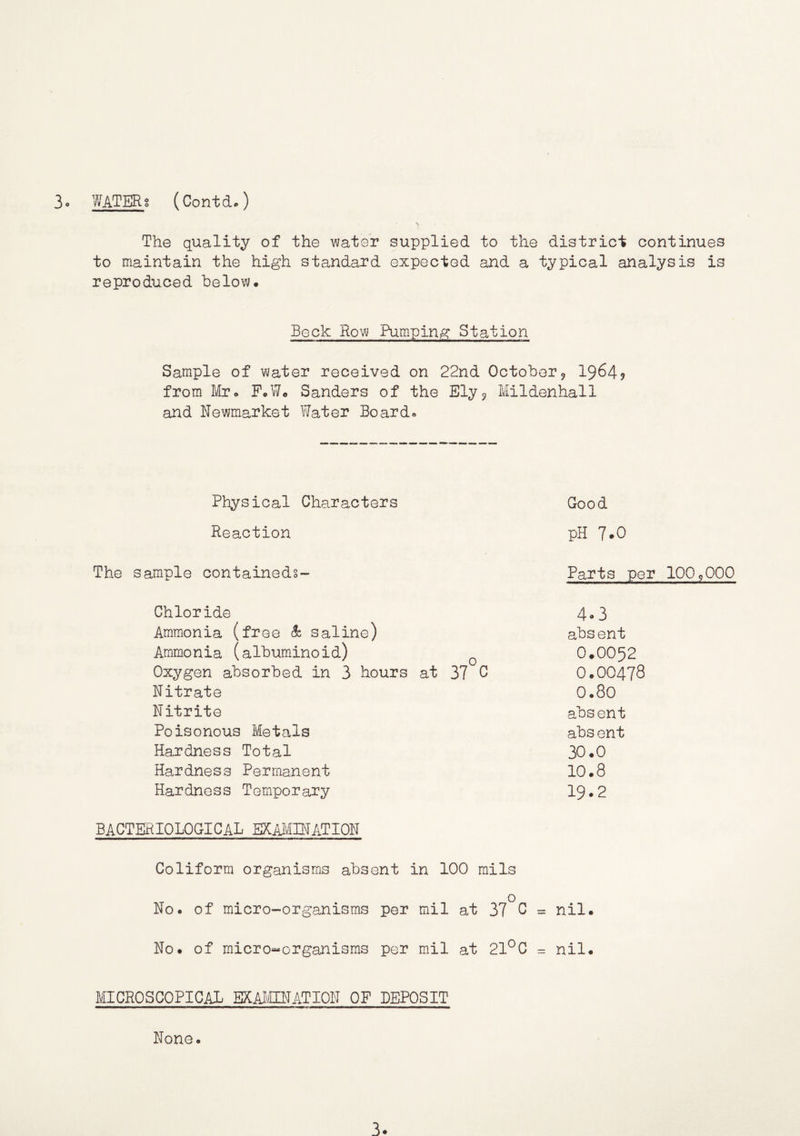 3. WATER: (Contd.)
The quality of the water supplied to the district continues
to maintain the high standard expected and a typical analysis is
reproduced below.
Beck Row Pumping Station
Sample of water received on 22nd October, 1964,
from Mr. F.W. Sanders of the Ely, Mildenhall
and Newmarket Water Board.
Physical Characters Good
Reaction pH 7.0
The sample contained:- Parts per 100,000
Chloride 4.3
Ammonia (free & saline) absent
Ammonia (albuminoid) 0.0052
Oxygen absorbed in 3 hours at 37°C 0.00478
Nitrate 0.80
Nitrite absent
Poisonous Metals absent
Hardness Total 30.0
Hardness Permanent 10.8
Hardness Temporary 19.2
BACTERIOLOGICAL EXAMINATION
Coliform organisms absent in 100 mils
No. of micro-organisms per mil at 37°C = nil.
No. of micro-organisms per mil at 21°C = nil.
MICROSCOPICAL EXAMINATION OF DEPOSIT
None.
3.